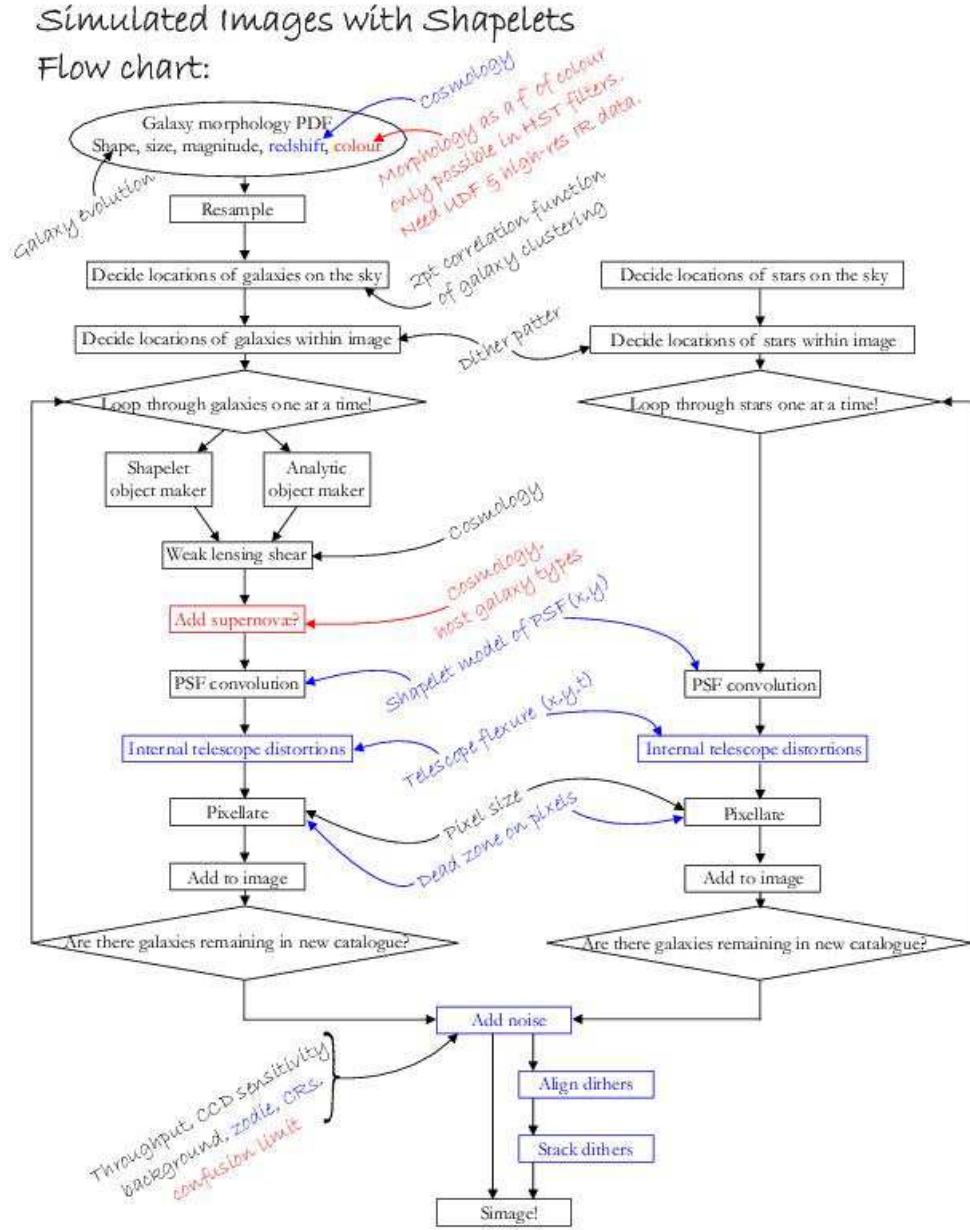 Simulated Images with Shapelets
Flow chart:
Cosmology
Galaxy morphology PDF
Shape, size, magnitude, redshift, colour
Morphology as a f° of colour
only possible in HST filters.
Need UDF & high-res IR data.
Galaxy evolution
Resample
2pt correlation function
of galaxy clustering
Decide locations of galaxies on the sky
Decide locations of stars on the sky
Decide locations of galaxies within image
Dither patter
Decide locations of stars within image
Loop through galaxies one at a time!
Loop through stars one at a time!
Shapelet
object maker
Analytic
object maker
Cosmology
Weak lensing shear
Cosmology.
host galaxy types
Add supernovæ?
Shapelet model of PSF(x,y)
PSF convolution
PSF convolution
Telescope flexure (x,y,t)
Internal telescope distortions
Internal telescope distortions
Pixel size
Dead zone on pixels
Pixellate
Pixellate
Add to image
Add to image
Are there galaxies remaining in new catalogue?
Are there galaxies remaining in new catalogue?
Add noise
Throughput, CCD sensitivity
background, zodie, CRs.
confusion limit
Align dithers
Stack dithers
Simage!